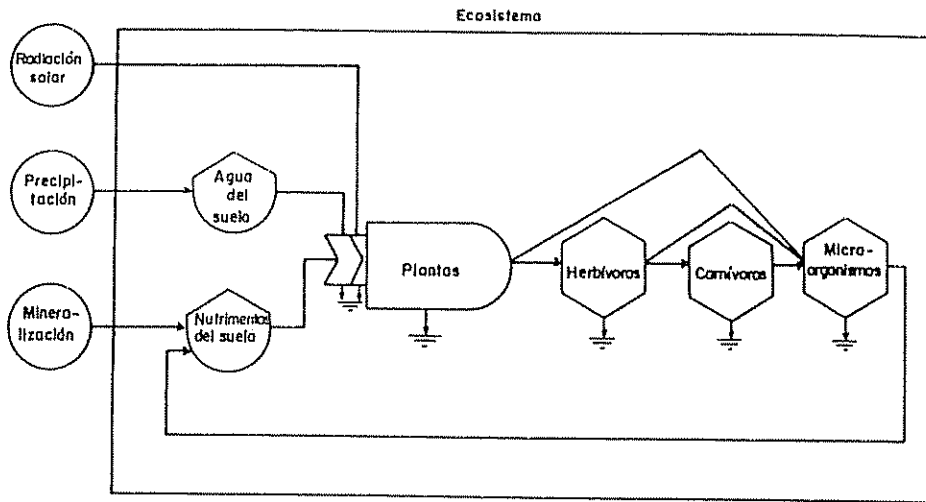 Ecosistema
Radiación
solar
Precipi-
tación
Agua
del
suelo
Plantas
Herbívoros
Carnívoros
Micro-
organismos
Minera-
lización
Nutrimentos
del suelo